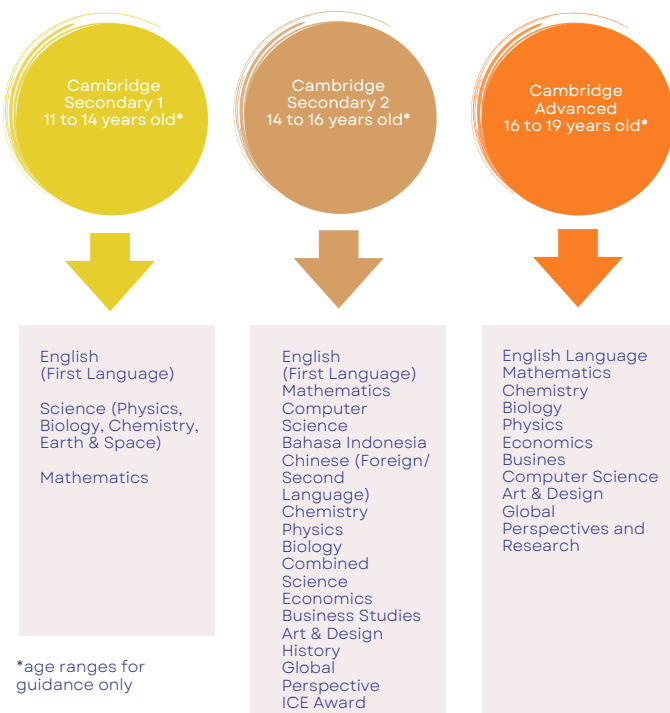 Cambridge
Secondary 1
11 to 14 years old*
Cambridge
Secondary 2
14 to 16 years old*
Cambridge
Advanced
16 to 19 years old*
English
(First Language)
Science (Physics,
Biology, Chemistry,
Earth & Space)
Mathematics
*age ranges for
guidance only
English
(First Language)
Mathematics
Computer
Science
Bahasa Indonesia
Chinese (Foreign/
Second
Language)
Chemistry
Physics
Biology
Combined
Science
Economics
Business Studies
Art & Design
History
Global
Perspective
ICE Award
English Language
Mathematics
Chemistry
Biology
Physics
Economics
Busines
Computer Science
Art & Design
Global
Perspectives and
Research